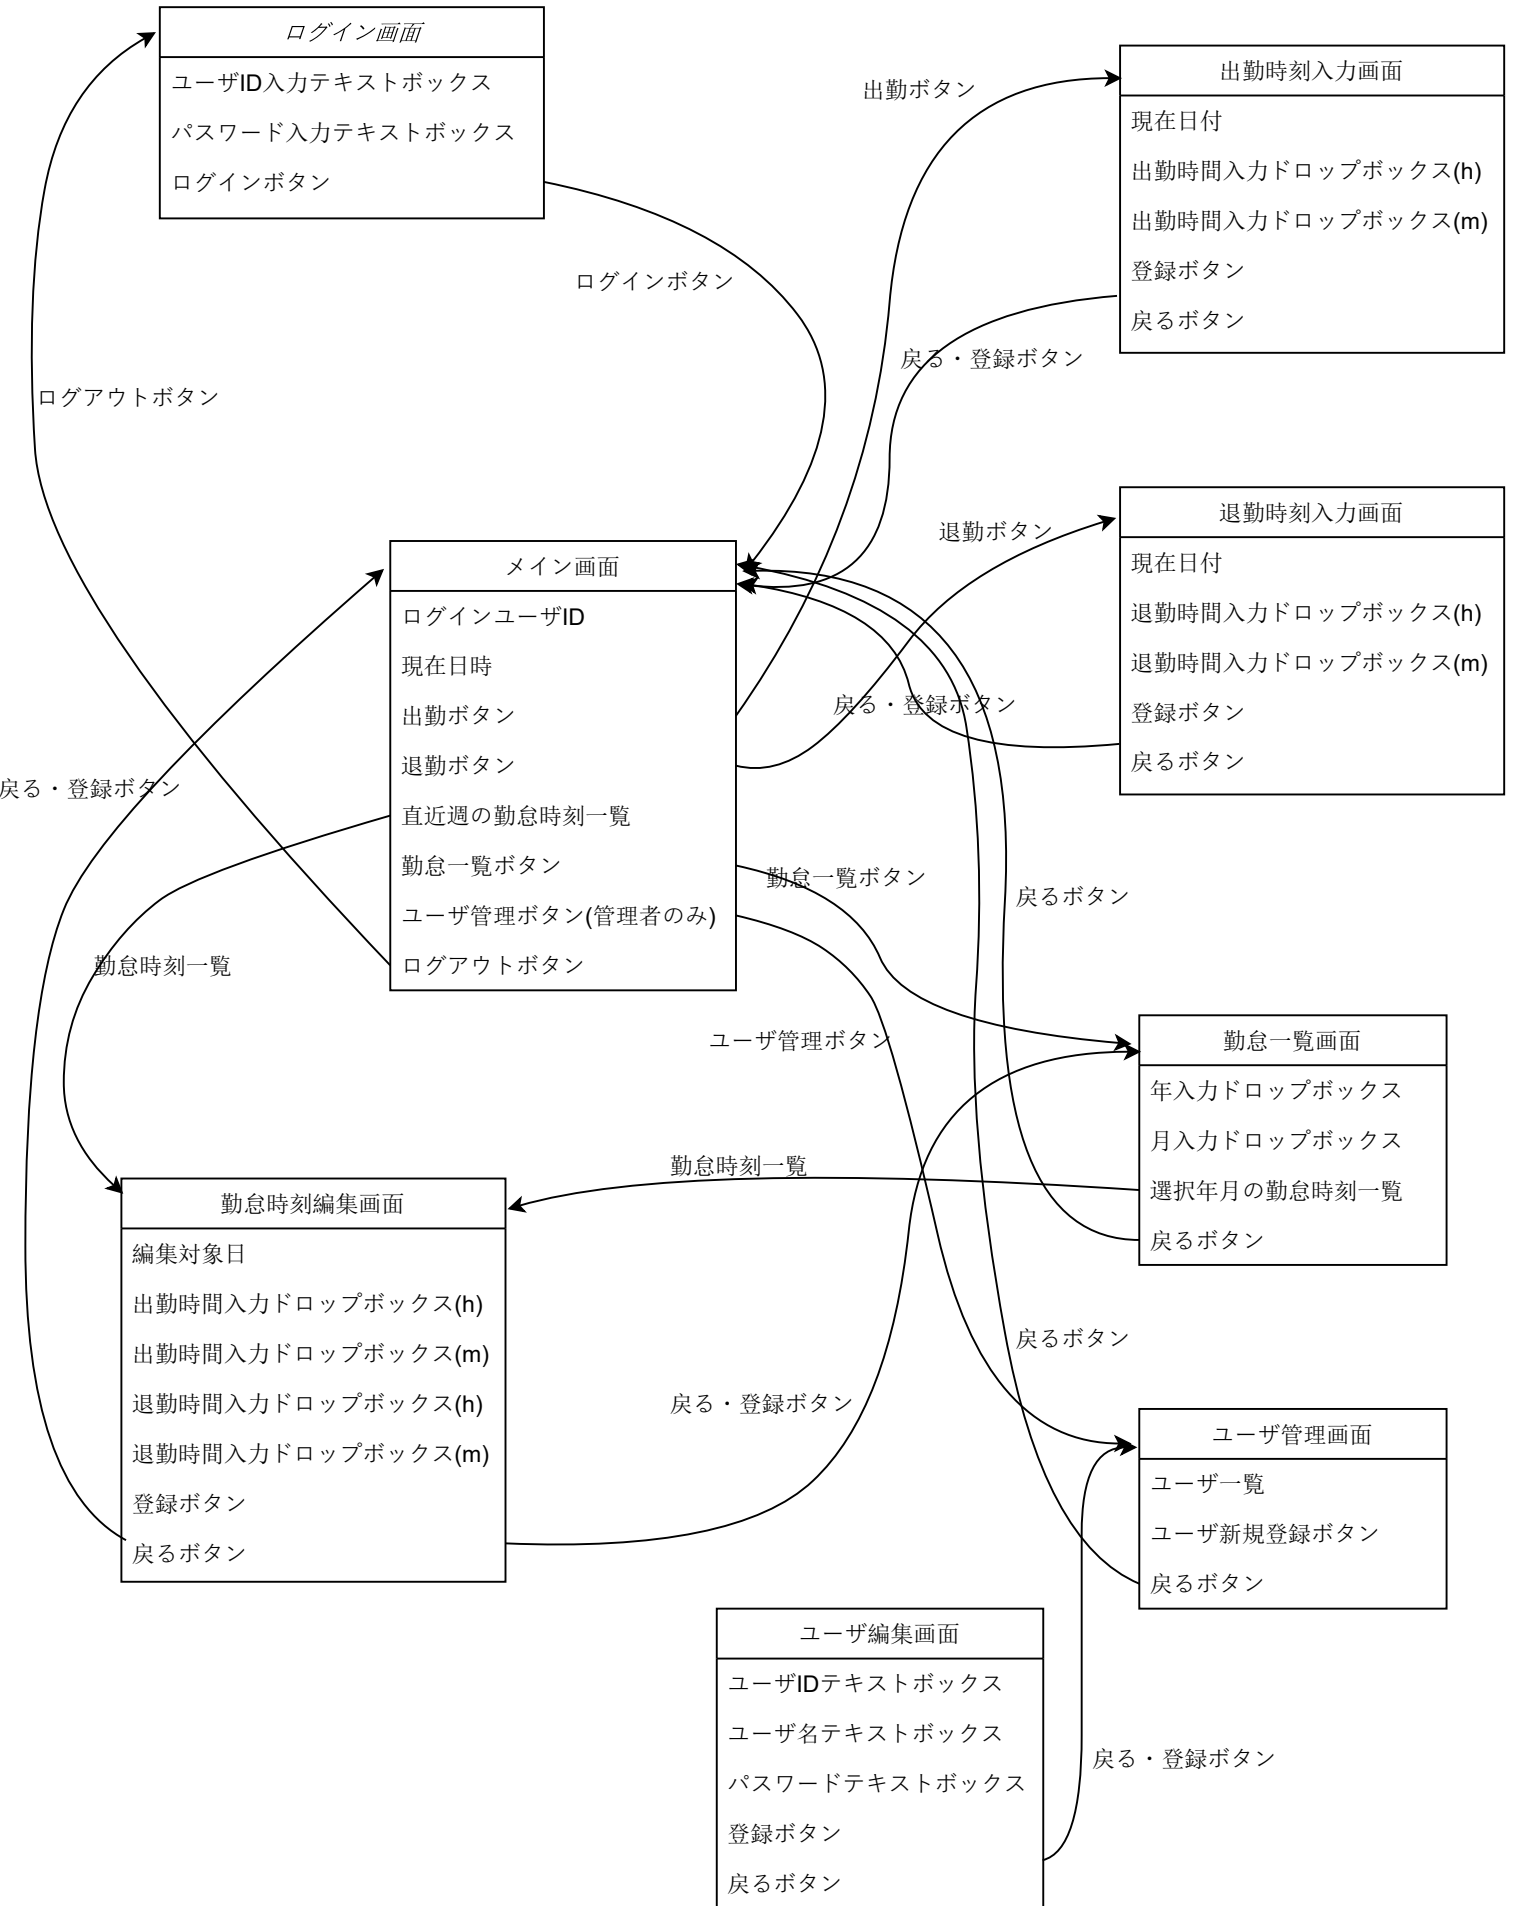 ログイン画面
ユーザID入力テキストボックス
パスワード入力テキストボックス
ログインボタン
出勤時刻入力画面
現在日付
出勤時間入力ドロップボックス(h)
出勤時間入力ドロップボックス(m)
登録ボタン
戻るボタン
出勤ボタン
ログインボタン
戻る・登録ボタン
ログアウトボタン
退勤時刻入力画面
現在日付
退勤時間入力ドロップボックス(h)
退勤時間入力ドロップボックス(m)
登録ボタン
戻るボタン
退勤ボタン
メイン画面
ログインユーザID
現在日時
出勤ボタン
退勤ボタン
直近週の勤怠時刻一覧
勤怠一覧ボタン
ユーザ管理ボタン(管理者のみ)
ログアウトボタン
戻る・登録ボタン
戻る・登録ボタン
勤怠一覧ボタン
戻るボタン
勤怠時刻一覧
ユーザ管理ボタン
勤怠一覧画面
年入力ドロップボックス
月入力ドロップボックス
選択年月の勤怠時刻一覧
戻るボタン
勤怠時刻一覧
勤怠時刻編集画面
編集対象日
出勤時間入力ドロップボックス(h)
出勤時間入力ドロップボックス(m)
退勤時間入力ドロップボックス(h)
退勤時間入力ドロップボックス(m)
登録ボタン
戻るボタン
戻るボタン
戻る・登録ボタン
ユーザ管理画面
ユーザ一覧
ユーザ新規登録ボタン
戻るボタン
ユーザ編集画面
ユーザIDテキストボックス
ユーザ名テキストボックス
パスワードテキストボックス
登録ボタン
戻るボタン
戻る・登録ボタン